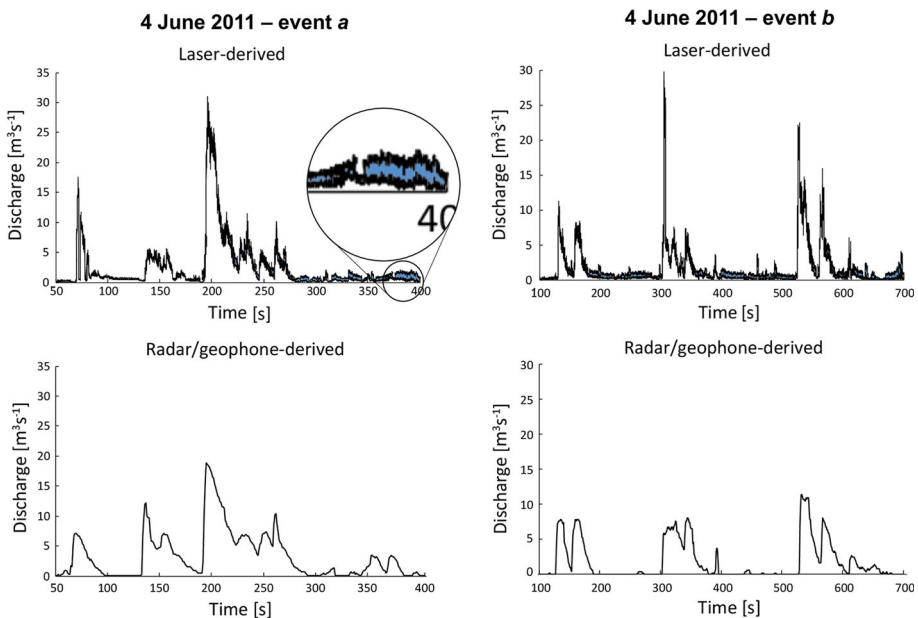 4 June 2011 – event a
Laser-derived
Discharge [m³s⁻¹]
35
30
25
20
15
10
5
0
50 100 150 200 250 300 350 400
Time [s]
40
4 June 2011 – event b
Laser-derived
Discharge [m³s⁻¹]
30
25
20
15
10
5
0
100 200 300 400 500 600 700
Time [s]
Radar/geophone-derived
Discharge [m³s⁻¹]
35
30
25
20
15
10
5
0
50 100 150 200 250 300 350 400
Time [s]
Radar/geophone-derived
Discharge [m³s⁻¹]
30
25
20
15
10
5
0
100 200 300 400 500 600 700
Time [s]